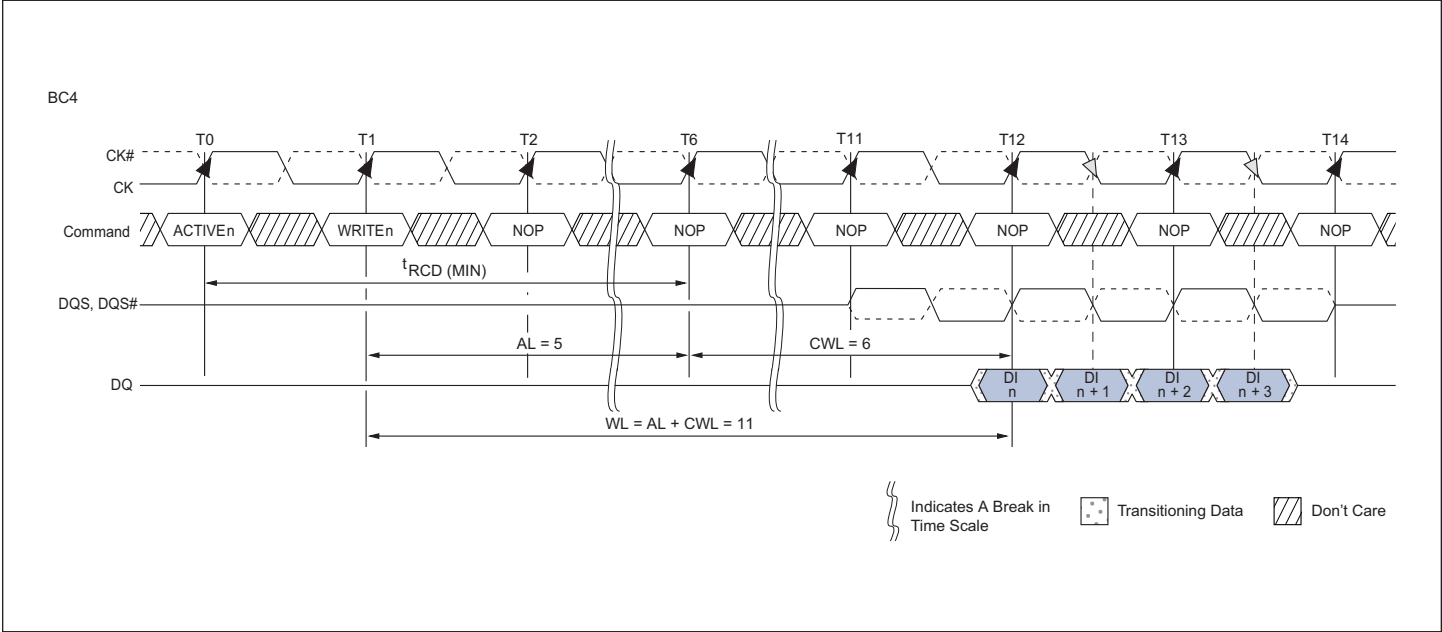 BC4
T0 T1 T2 T6 T11 T12 T13 T14
CK#
CK
Command ACTIVEn WRITEn NOP NOP NOP NOP NOP NOP
tRCD (MIN)
DQS, DQS#
AL = 5 CWL = 6
DQ DI n DI n + 1 DI n + 2 DI n + 3
WL = AL + CWL = 11
Indicates A Break in
Time Scale
Transitioning Data
Don't Care